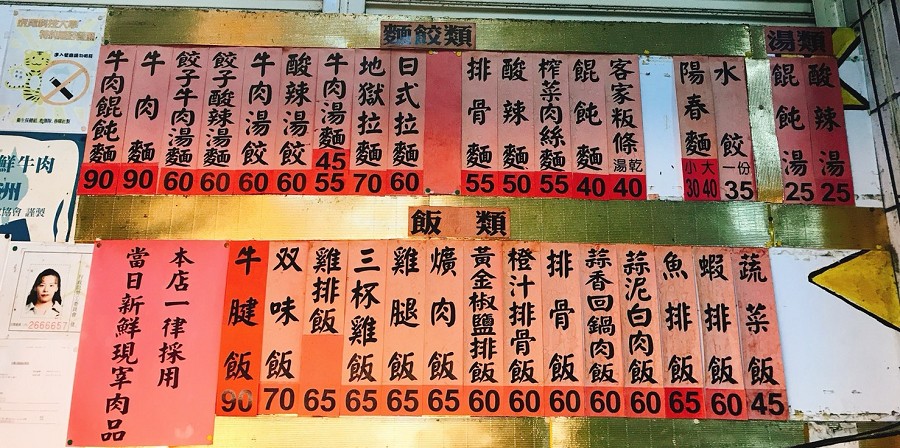 麵餃類
湯類
牛肉餛飩麵 90
牛肉麵 90
餃子牛肉湯麵 60
餃子酸辣湯麵 60
牛肉湯餃 60
酸辣湯餃 60
牛肉湯麵 45 55
地獄拉麵 70
日式拉麵 60
排骨麵 55
酸辣麵 50
榨菜肉絲麵 55
餛飩麵 40
客家粄條 湯乾 40
陽春麵 小30 大40
水餃 一份 35
餛飩湯 25
酸辣湯 25
飯類
本店一律採用
當日新鮮現宰肉品
牛腱飯 90
双味飯 70
雞排飯 65
三杯雞飯 65
雞腿飯 65
爌肉飯 65
黃金椒鹽排飯 60
橙汁排骨飯 60
排骨飯 60
蒜香回鍋肉飯 60
蒜泥白肉飯 60
魚排飯 65
蝦排飯 60
蔬菜飯 45
鮮牛肉
洲
協會 謹製
2666657